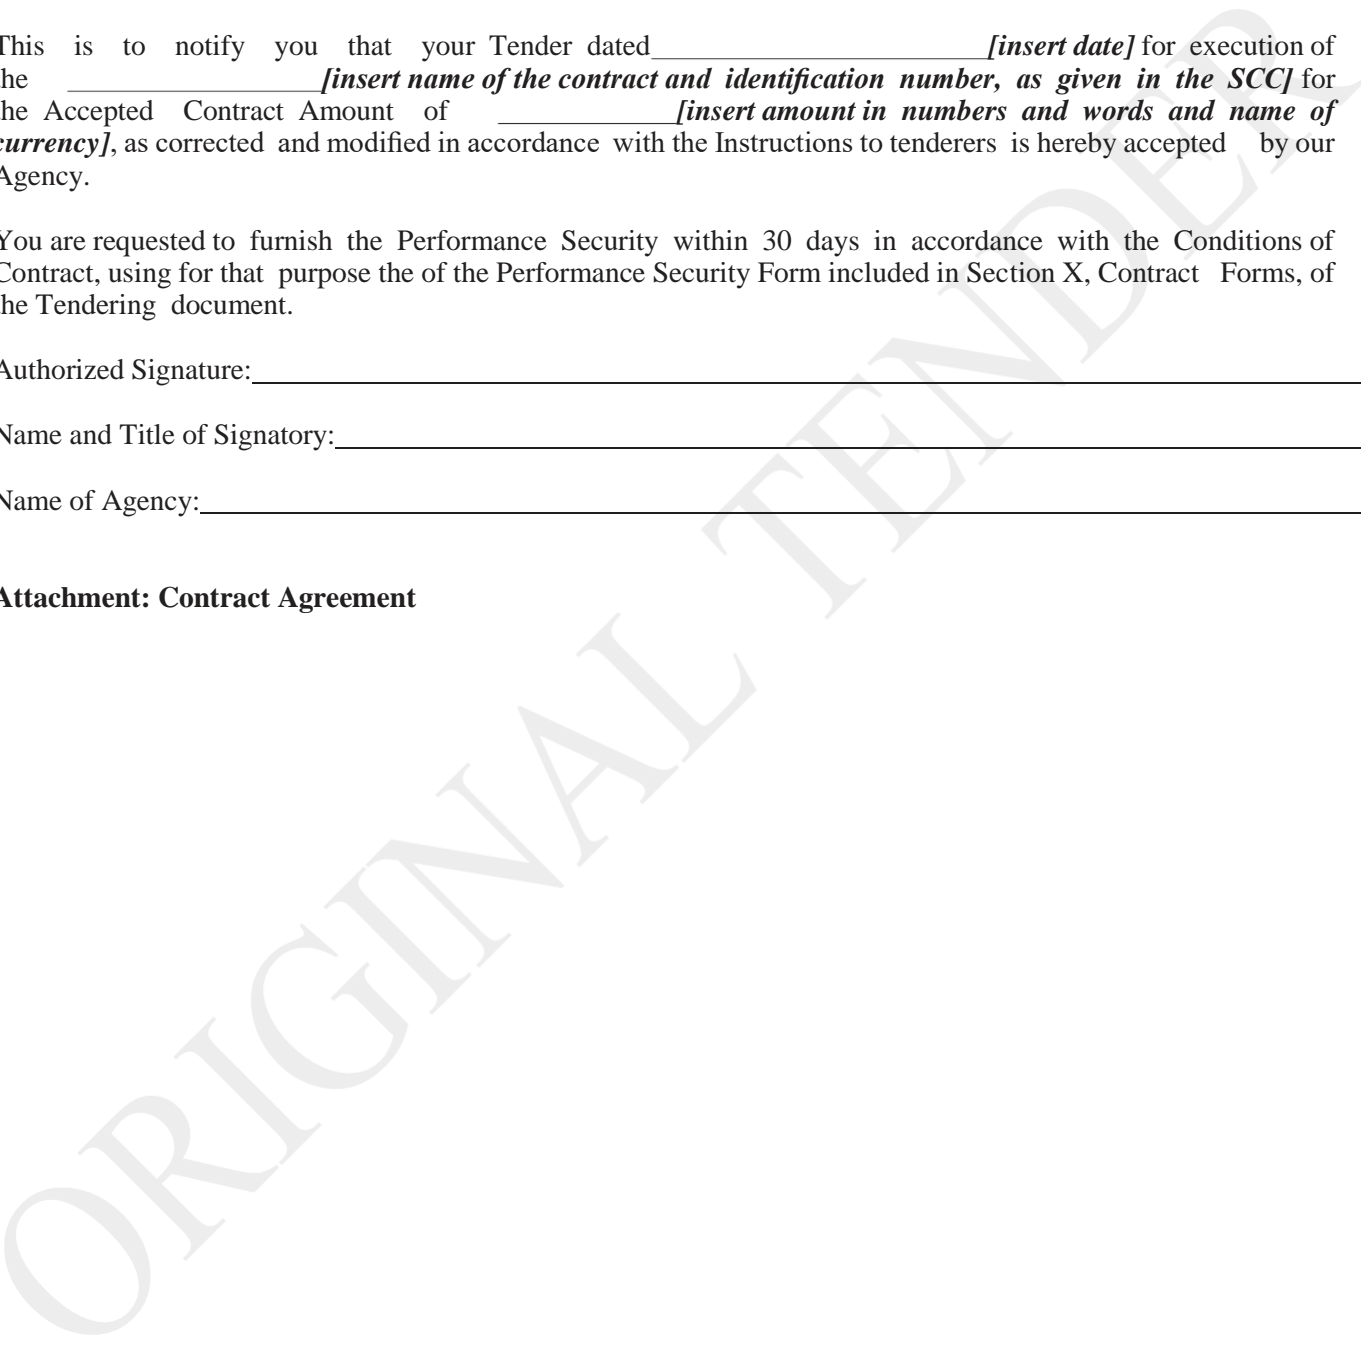 This is to notify you that your Tender dated_______________________[insert date] for execution of
the __________________[insert name of the contract and identification number, as given in the SCC] for
the Accepted Contract Amount of ____________[insert amount in numbers and words and name of
currency], as corrected and modified in accordance with the Instructions to tenderers is hereby accepted by our
Agency.
You are requested to furnish the Performance Security within 30 days in accordance with the Conditions of
Contract, using for that purpose the of the Performance Security Form included in Section X, Contract Forms, of
the Tendering document.
Authorized Signature:
Name and Title of Signatory:
Name of Agency:
Attachment: Contract Agreement
ORIGINAL TENDER